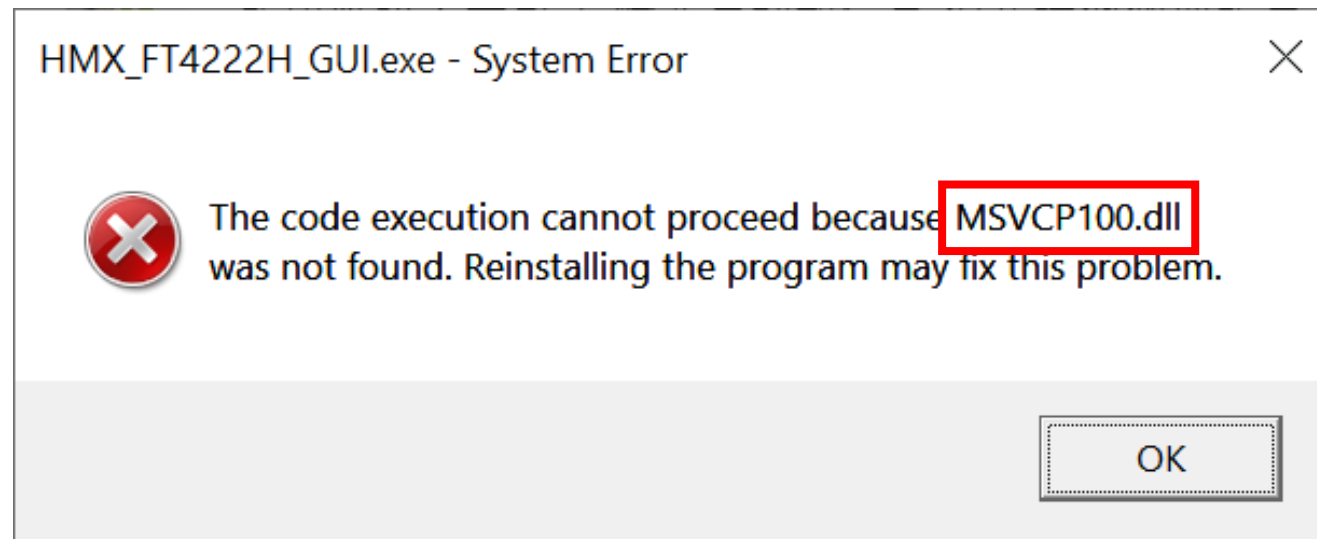 HMX_FT4222H_GUI.exe - System Error
The code execution cannot proceed because MSVCP100.dll
was not found. Reinstalling the program may fix this problem.
OK